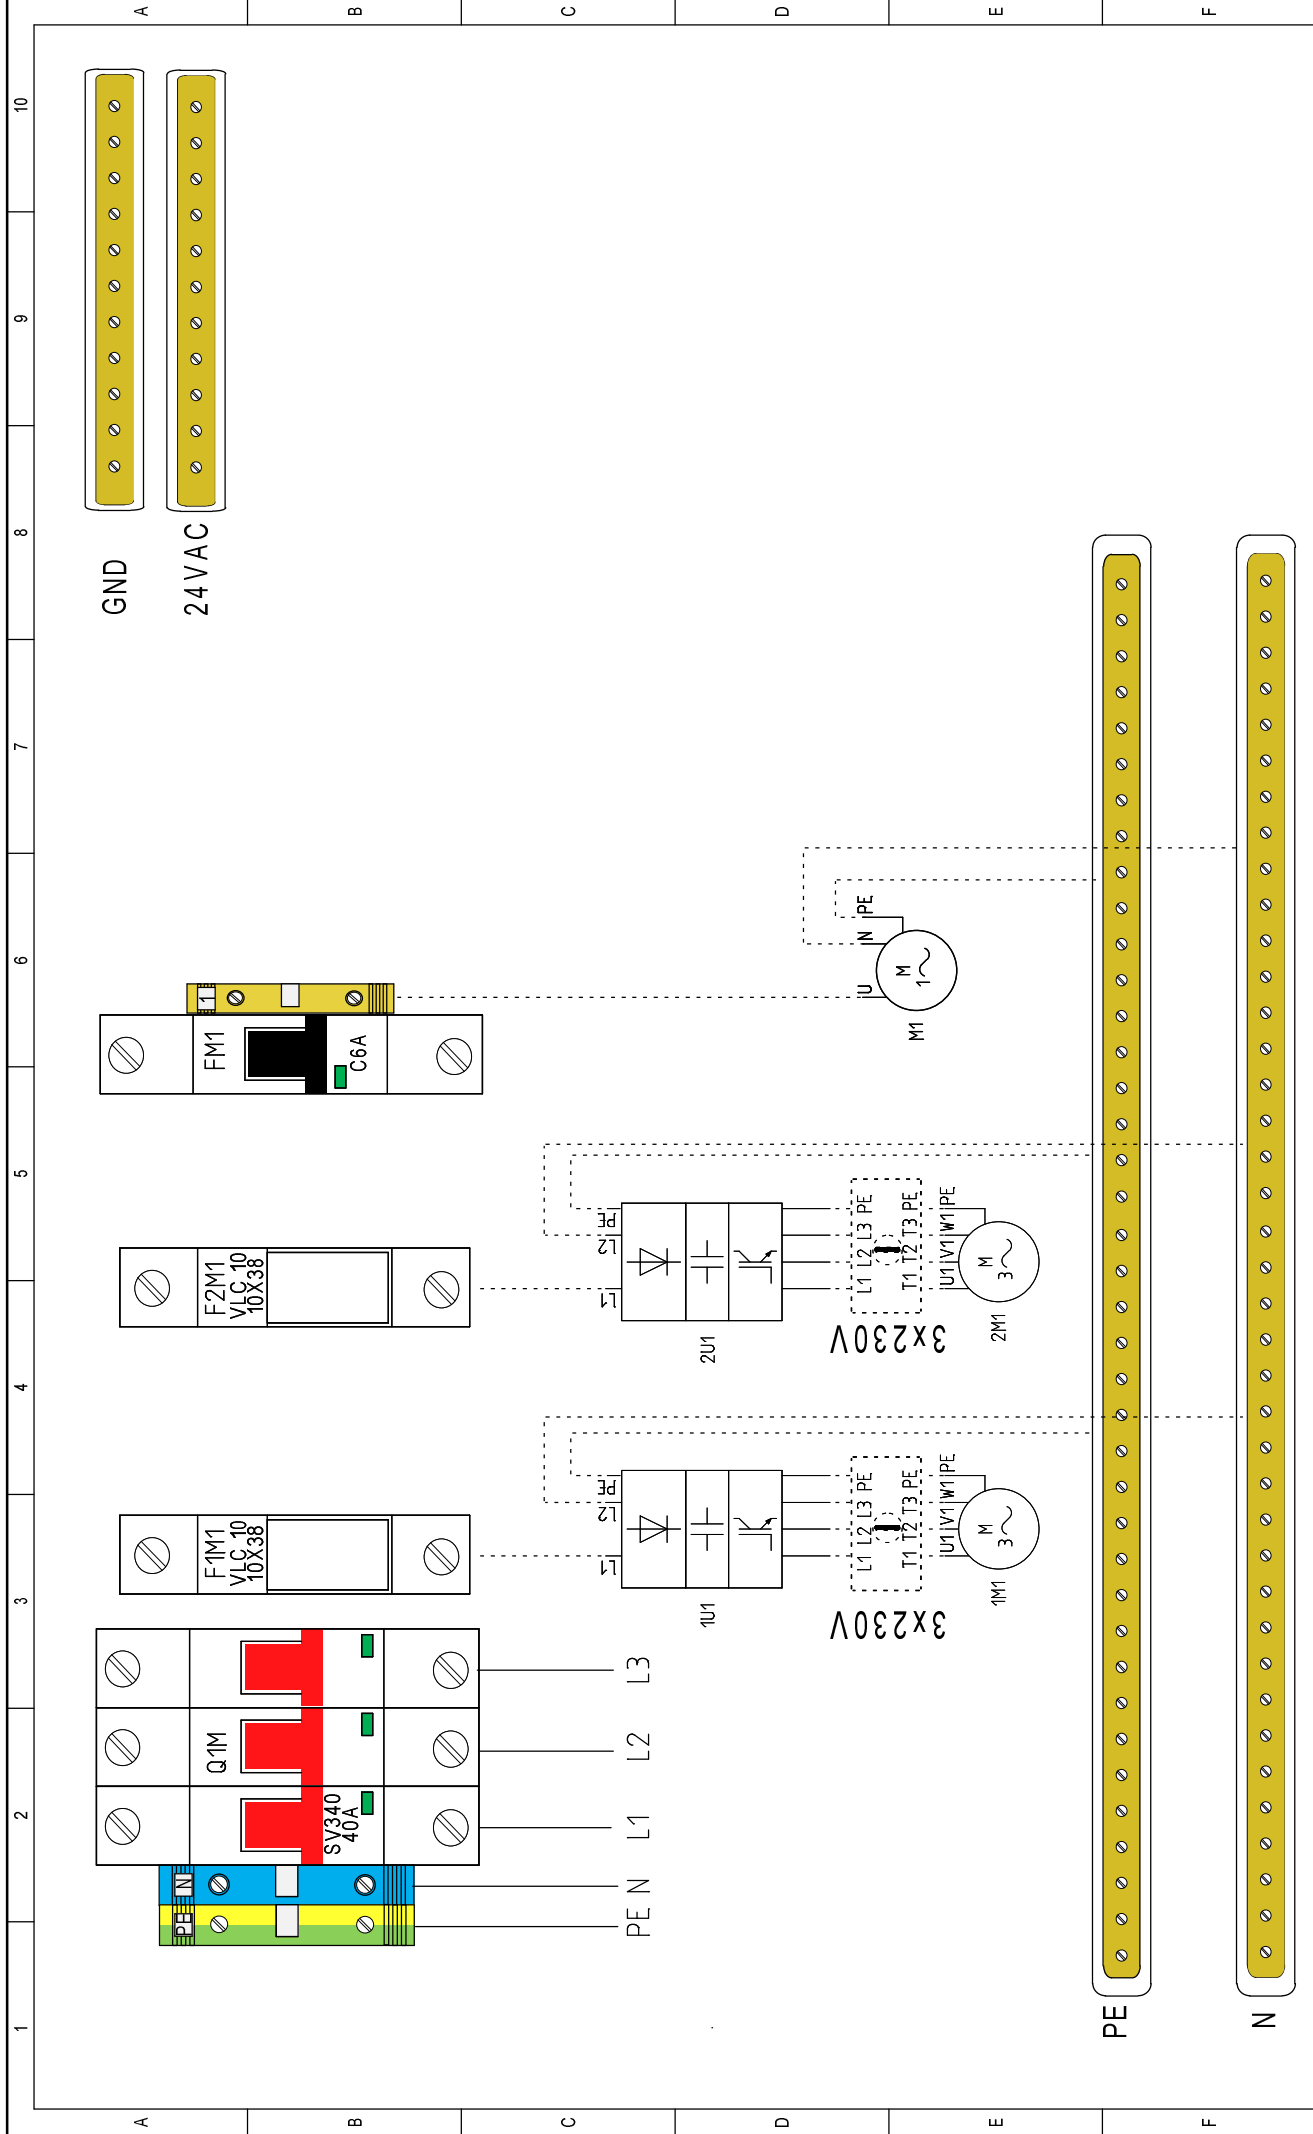 A B C D E F
10
9
8
7
6
5
4
3
2
1
A B C D E F
GND
24VAC
PE
N
PE
N
Q1M
SV340
40A
PE
N
L1
L2
L3
F1M1
VLC 10
10X38
F2M1
VLC 10
10X38
FM1
C6A
1
L1 L2 PE
1U1
3x230V
L1 L2 L3 PE
T1 T2 T3 PE
U1 V1 W1 PE
M
3~
1M1
L1 L2 PE
2U1
3x230V
L1 L2 L3 PE
T1 T2 T3 PE
U1 V1 W1 PE
M
3~
2M1
U N PE
M
1~
M1